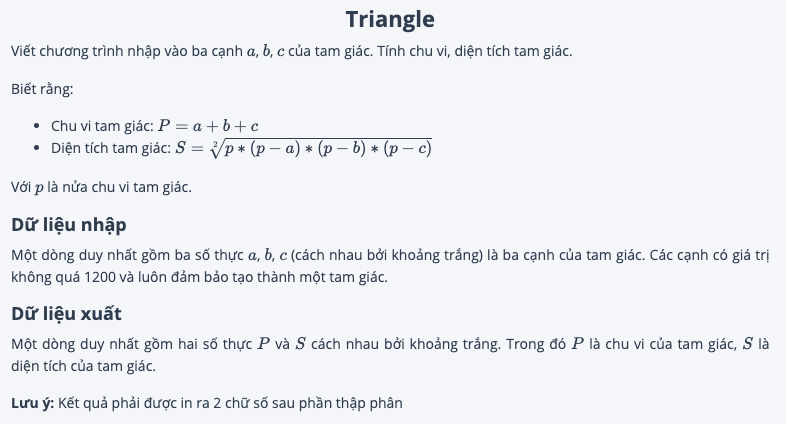 Triangle
Viết chương trình nhập vào ba cạnh a, b, c của tam giác. Tính chu vi, diện tích tam giác.
Biết rằng:
• Chu vi tam giác: P = a + b + c
• Diện tích tam giác: S = \sqrt[2]{p * (p − a) * (p − b) * (p − c)}
Với p là nửa chu vi tam giác.
Dữ liệu nhập
Một dòng duy nhất gồm ba số thực a, b, c (cách nhau bởi khoảng trắng) là ba cạnh của tam giác. Các cạnh có giá trị
không quá 1200 và luôn đảm bảo tạo thành một tam giác.
Dữ liệu xuất
Một dòng duy nhất gồm hai số thực P và S cách nhau bởi khoảng trắng. Trong đó P là chu vi của tam giác, S là
diện tích của tam giác.
Lưu ý: Kết quả phải được in ra 2 chữ số sau phần thập phân